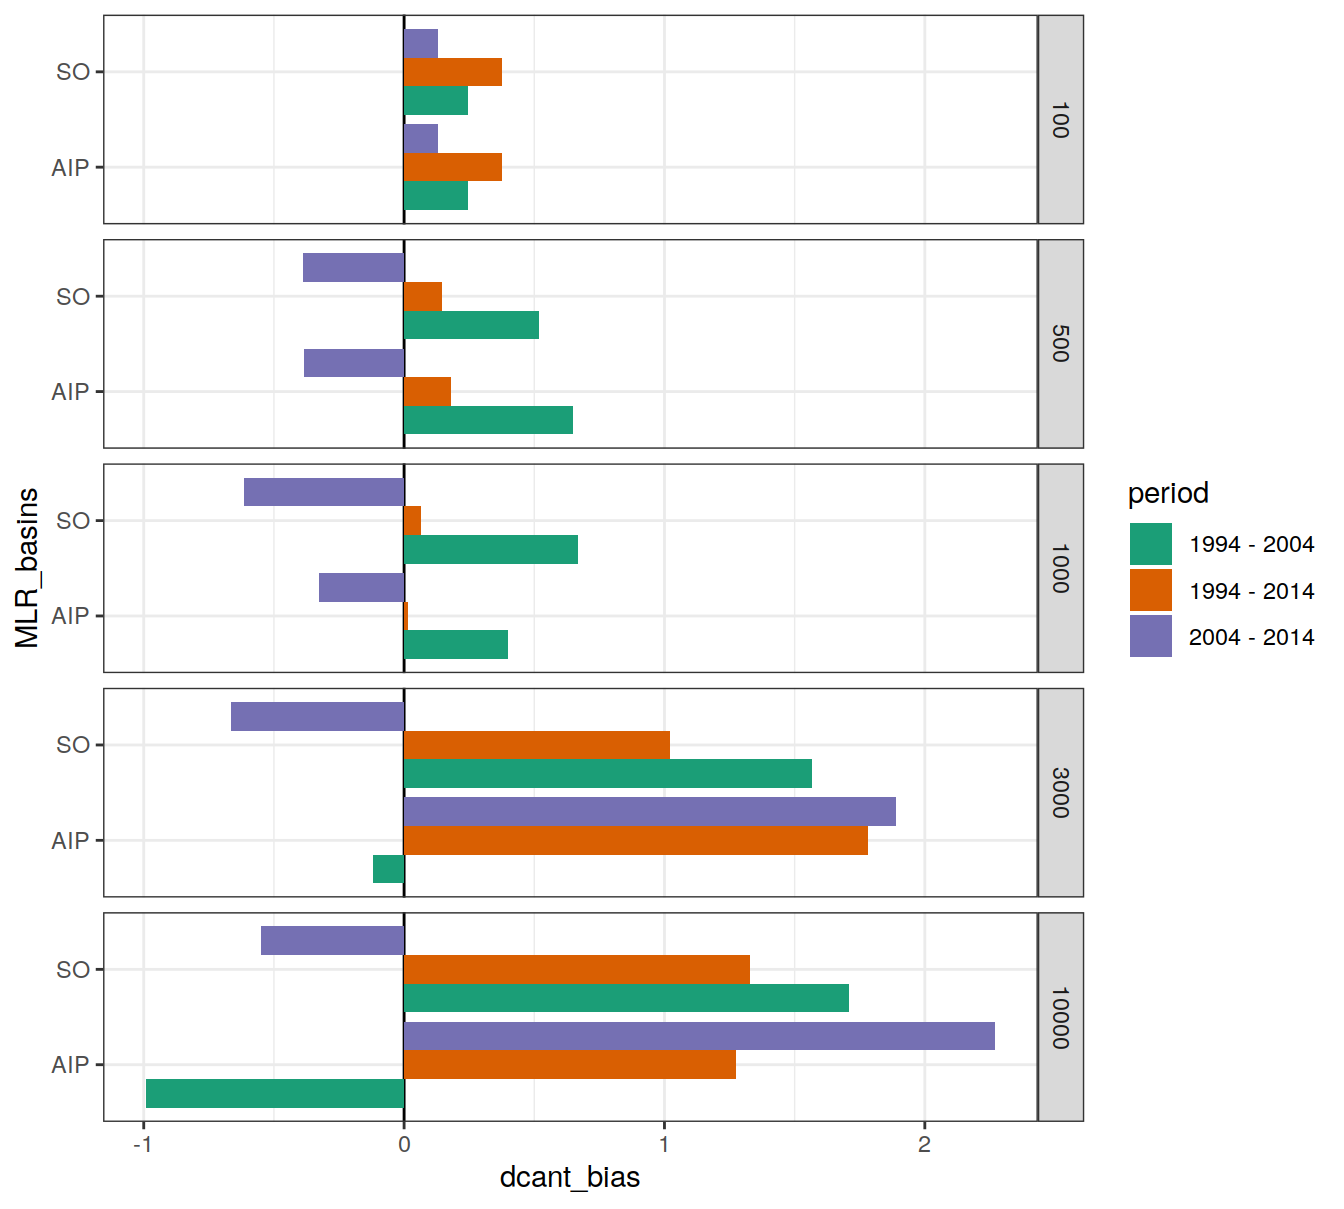 SO
AIP
100
SO
AIP
500
SO
AIP
1000
SO
AIP
3000
SO
AIP
10000
-1
0
1
2
dcant_bias
MLR_basins
period
1994 - 2004
1994 - 2014
2004 - 2014